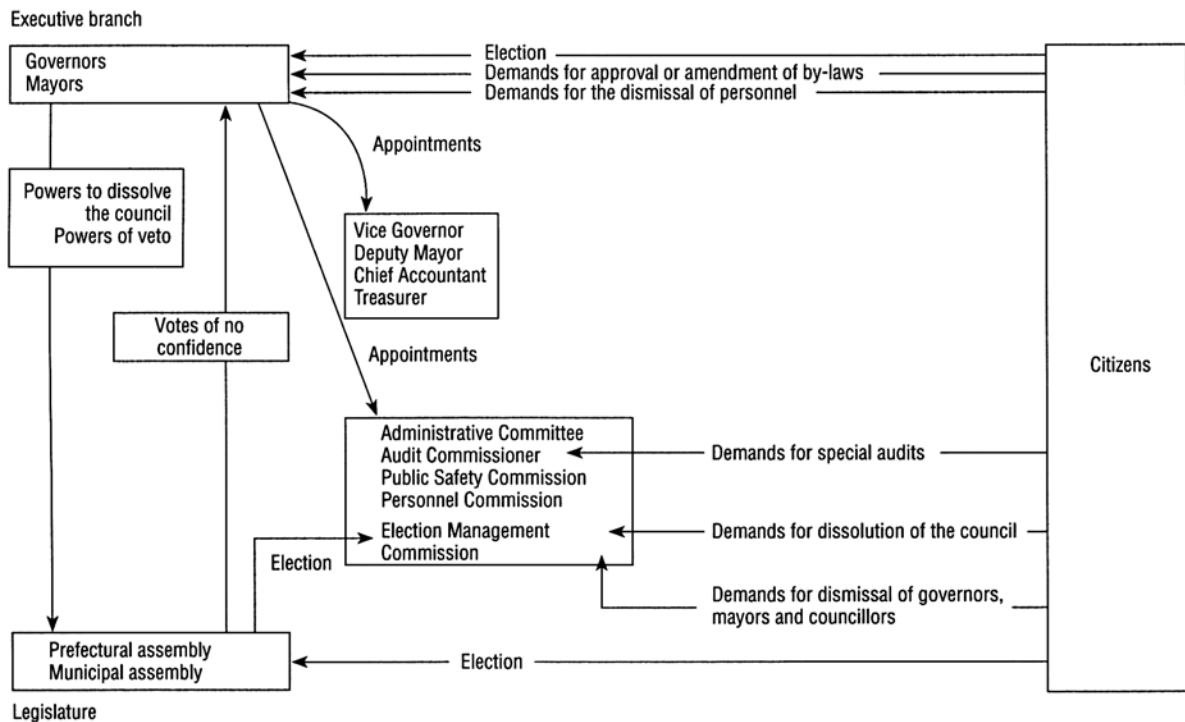 Executive branch
Governors
Mayors
Election
Demands for approval or amendment of by-laws
Demands for the dismissal of personnel
Appointments
Powers to dissolve
the council
Powers of veto
Vice Governor
Deputy Mayor
Chief Accountant
Treasurer
Votes of no
confidence
Appointments
Citizens
Administrative Committee
Audit Commissioner
Public Safety Commission
Personnel Commission
Election Management
Commission
Demands for special audits
Demands for dissolution of the council
Election
Demands for dismissal of governors,
mayors and councillors
Prefectural assembly
Municipal assembly
Election
Legislature